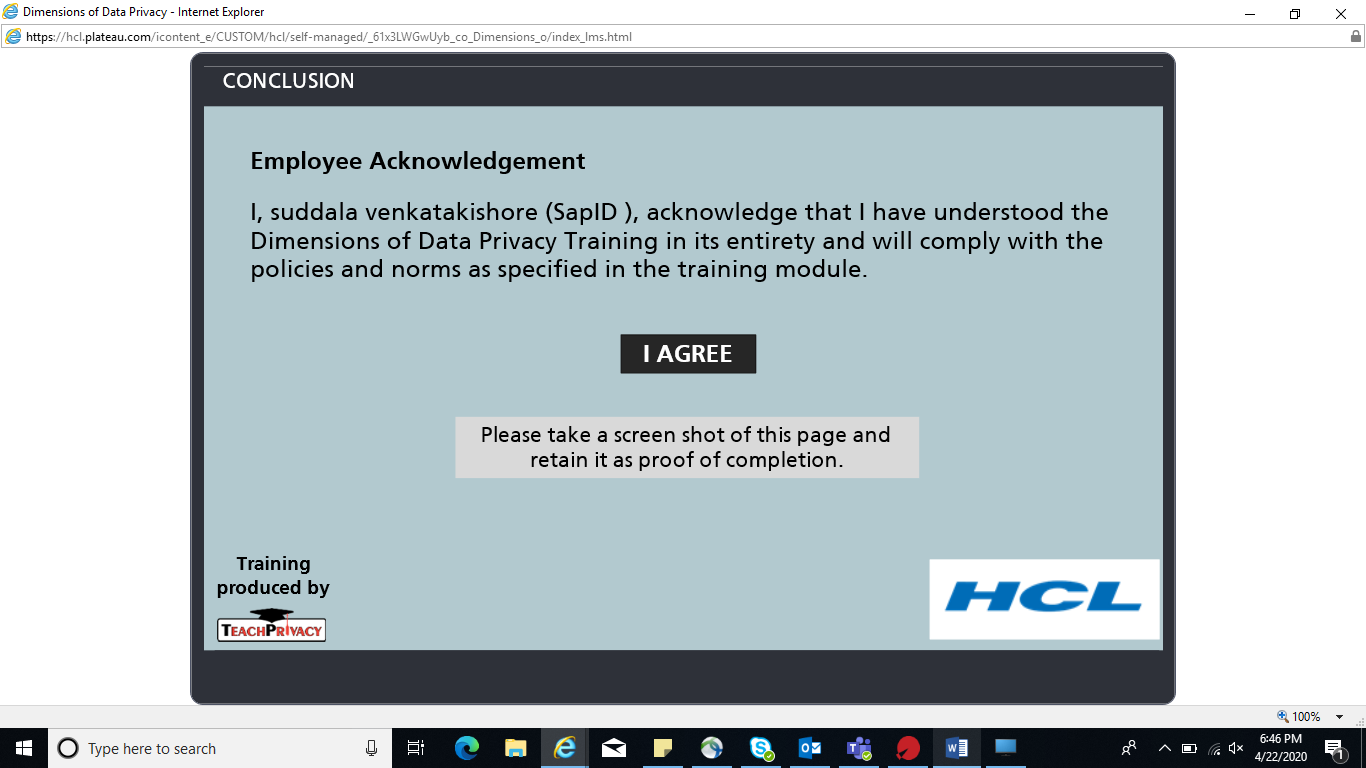 Dimensions of Data Privacy - Internet Explorer
https://hcl.plateau.com/icontent_e/CUSTOM/hcl/self-managed/_61x3LWGwUyb_co_Dimensions_o/index_lms.html
CONCLUSION
Employee Acknowledgement
I, suddala venkatakishore (SapID ), acknowledge that I have understood the
Dimensions of Data Privacy Training in its entirety and will comply with the
policies and norms as specified in the training module.
I AGREE
Please take a screen shot of this page and
retain it as proof of completion.
Training
produced by
TEACHPRIVACY
HCL
100%
Type here to search
6:46 PM
4/22/2020
1